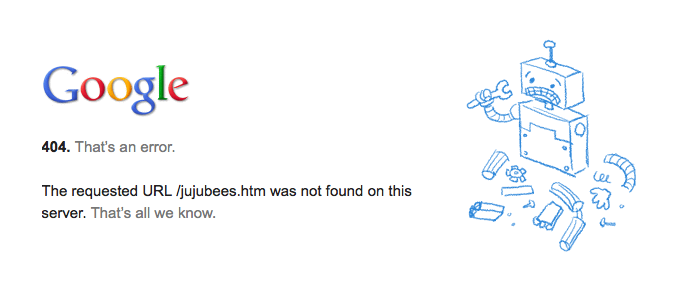 Google
404. That's an error.
The requested URL /jujubees.htm was not found on this
server. That's all we know.